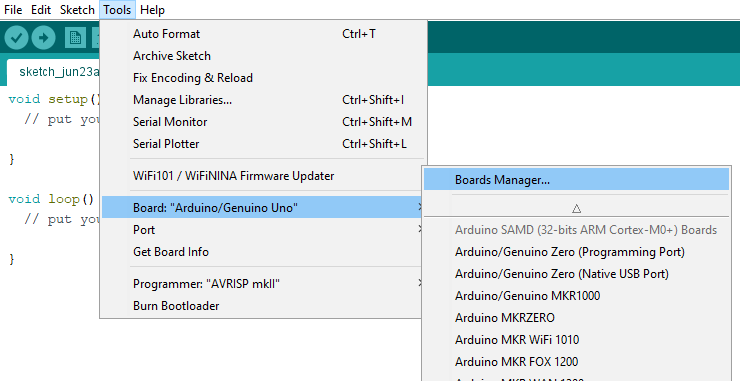 File Edit Sketch Tools Help
sketch_jun23a
void setup()
// put you
}
void loop()
// put you
}
Auto Format Ctrl+T
Archive Sketch
Fix Encoding & Reload
Manage Libraries... Ctrl+Shift+I
Serial Monitor Ctrl+Shift+M
Serial Plotter Ctrl+Shift+L
WiFi101 / WiFiNINA Firmware Updater
Board: "Arduino/Genuino Uno"
Port
Get Board Info
Programmer: "AVRISP mkII"
Burn Bootloader
Boards Manager...
Arduino SAMD (32-bits ARM Cortex-M0+) Boards
Arduino/Genuino Zero (Programming Port)
Arduino/Genuino Zero (Native USB Port)
Arduino/Genuino MKR1000
Arduino MKRZERO
Arduino MKR WiFi 1010
Arduino MKR FOX 1200
Arduino MKR WAN 1300